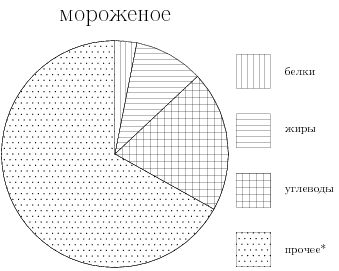 мороженое
белки
жиры
углеводы
прочее*